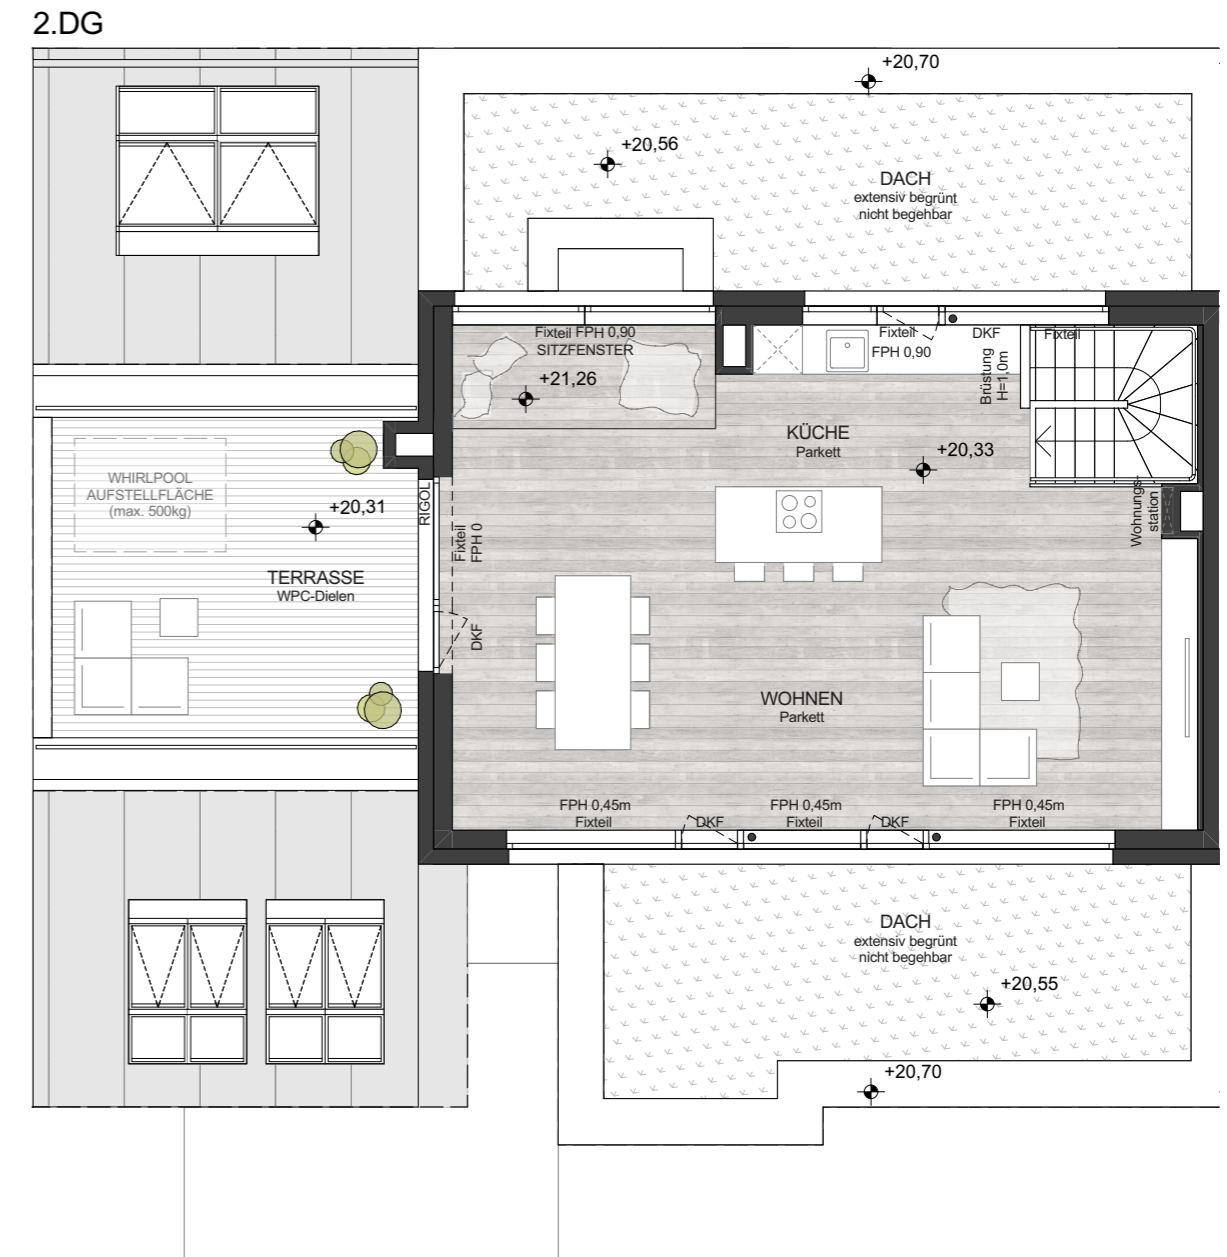 2.DG
+20,70
+20,56
DACH
extensiv begrünt
nicht begehbar
Fixteil FPH 0,90
SITZFENSTER
+21,26
Fixteil
FPH 0,90
DKF
Fixteil
Brüstung
H=1,0m
KÜCHE
Parkett
+20,33
WHIRLPOOL
AUFSTELLFLÄCHE
(max. 500kg)
+20,31
RIGOL
Fixteil
FPH 0
Wohnungs-
station
TERRASSE
WPC-Dielen
DKF
WOHNEN
Parkett
FPH 0,45m
Fixteil
DKF
FPH 0,45m
Fixteil
DKF
FPH 0,45m
Fixteil
DACH
extensiv begrünt
nicht begehbar
+20,55
+20,70